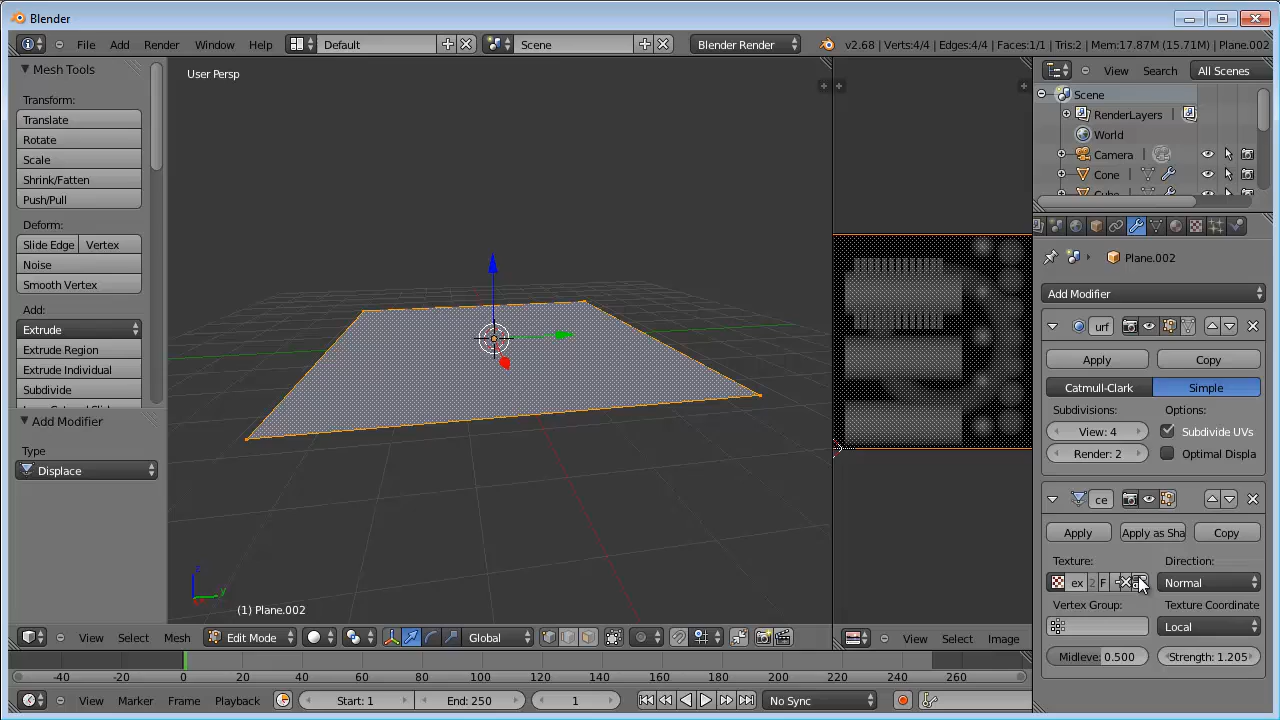 Blender
File Add Render Window Help Default Scene Blender Render v2.68 | Verts:4/4 | Edges:4/4 | Faces:1/1 | Tris:2 | Mem:17.87M (15.71M) | Plane.002
Mesh Tools
Transform:
Translate
Rotate
Scale
Shrink/Fatten
Push/Pull
Deform:
Slide Edge Vertex
Noise
Smooth Vertex
Add:
Extrude
Extrude Region
Extrude Individual
Subdivide
Add Modifier
Type
Displace
User Persp
z
y
(1) Plane.002
View Select Mesh Edit Mode Global
View Select Image
View Search All Scenes
Scene
RenderLayers
World
Camera
Cone
Plane.002
Add Modifier
urf
Apply Copy
Catmull-Clark Simple
Subdivisions: Options:
View: 4 Subdivide UVs
Render: 2 Optimal Displa
ce
Apply Apply as Sha Copy
Texture: Direction:
ex 2 F Normal
Vertex Group: Texture Coordinate
Local
Midleve: 0.500 Strength: 1.205
-40 -20 0 20 40 60 80 100 120 140 160 180 200 220 240 260
View Marker Frame Playback Start: 1 End: 250 1 No Sync